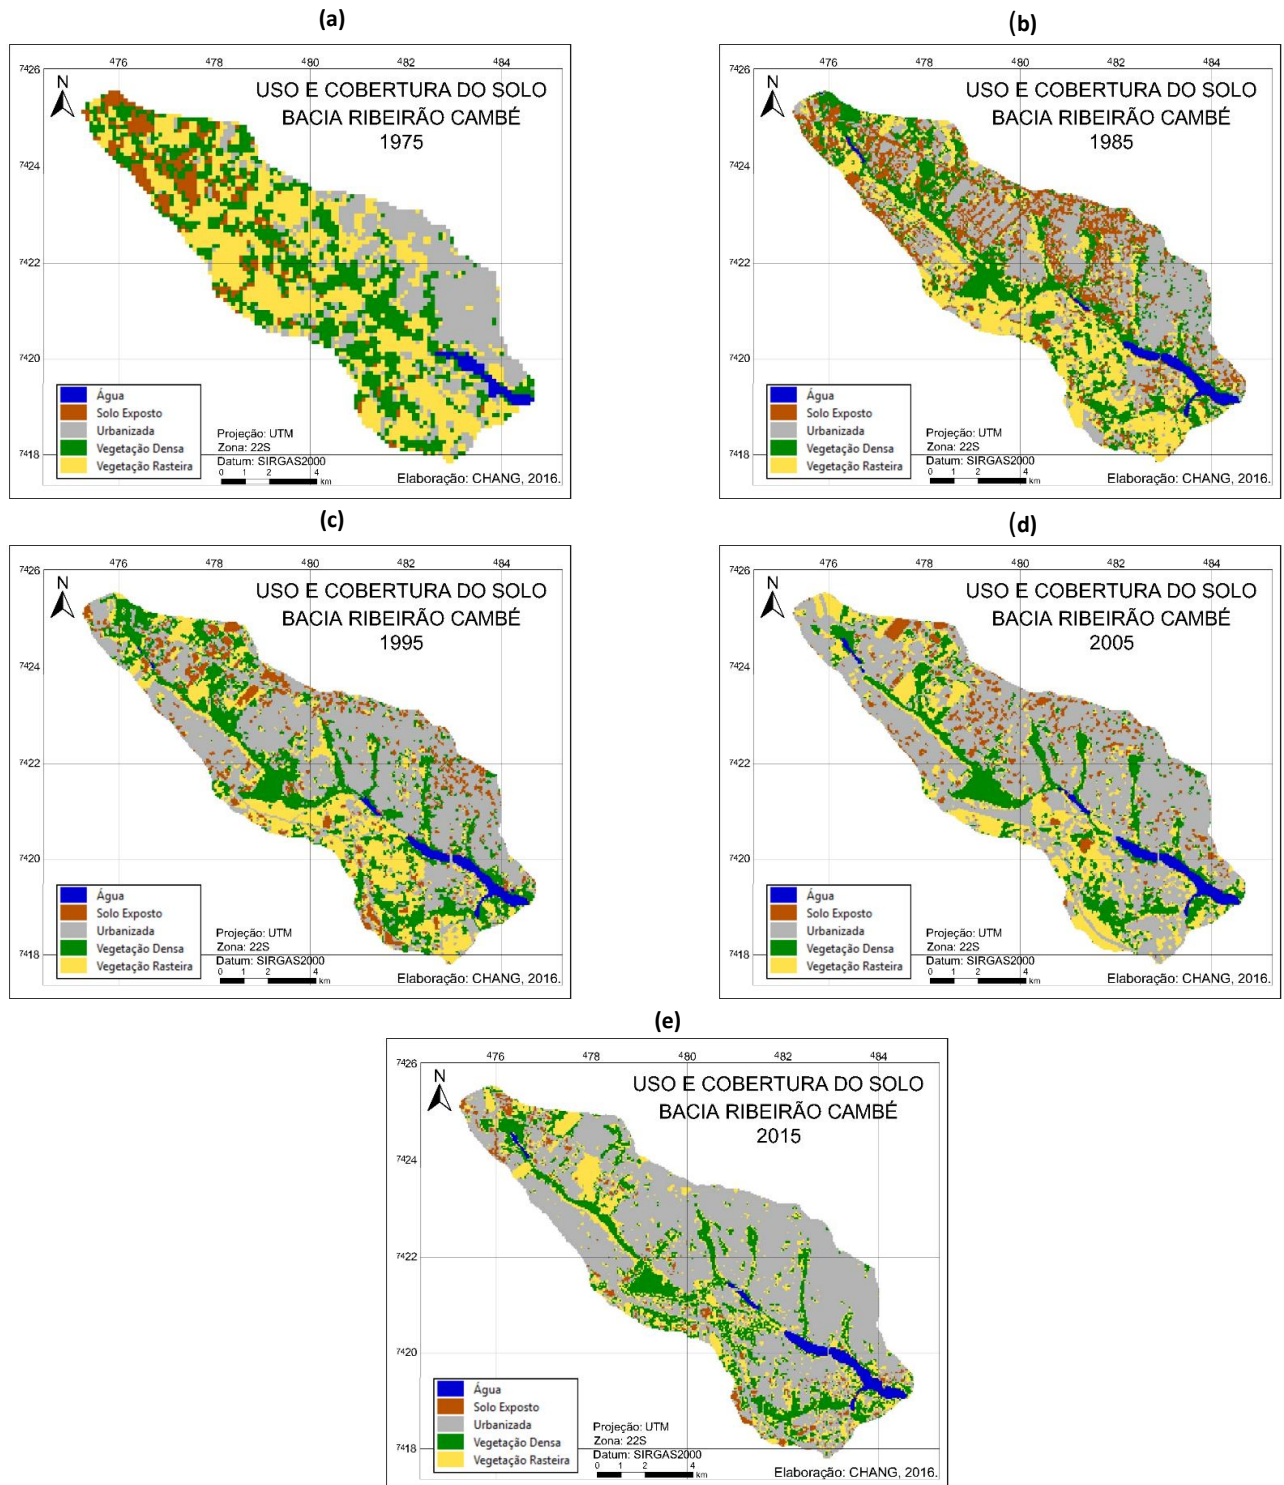 (a)
476 478 480 482 484
7426
7424
7422
7420
7418
N
USO E COBERTURA DO SOLO
BACIA RIBEIRÃO CAMBÉ
1975
Água
Solo Exposto
Urbanizada
Vegetação Densa
Vegetação Rasteira
Projeção: UTM
Zona: 22S
Datum: SIRGAS2000
0 1 2 4
km
Elaboração: CHANG, 2016.
(b)
476 478 480 482 484
7426
7424
7422
7420
7418
N
USO E COBERTURA DO SOLO
BACIA RIBEIRÃO CAMBÉ
1985
Água
Solo Exposto
Urbanizada
Vegetação Densa
Vegetação Rasteira
Projeção: UTM
Zona: 22S
Datum: SIRGAS2000
0 1 2 4
km
Elaboração: CHANG, 2016.
(c)
476 478 480 482 484
7426
7424
7422
7420
7418
N
USO E COBERTURA DO SOLO
BACIA RIBEIRÃO CAMBÉ
1995
Água
Solo Exposto
Urbanizada
Vegetação Densa
Vegetação Rasteira
Projeção: UTM
Zona: 22S
Datum: SIRGAS2000
0 1 2 4
km
Elaboração: CHANG, 2016.
(d)
476 478 480 482 484
7426
7424
7422
7420
7418
N
USO E COBERTURA DO SOLO
BACIA RIBEIRÃO CAMBÉ
2005
Água
Solo Exposto
Urbanizada
Vegetação Densa
Vegetação Rasteira
Projeção: UTM
Zona: 22S
Datum: SIRGAS2000
0 1 2 4
km
Elaboração: CHANG, 2016.
(e)
476 478 480 482 484
7426
7424
7422
7420
7418
N
USO E COBERTURA DO SOLO
BACIA RIBEIRÃO CAMBÉ
2015
Água
Solo Exposto
Urbanizada
Vegetação Densa
Vegetação Rasteira
Projeção: UTM
Zona: 22S
Datum: SIRGAS2000
0 1 2 4
km
Elaboração: CHANG, 2016.